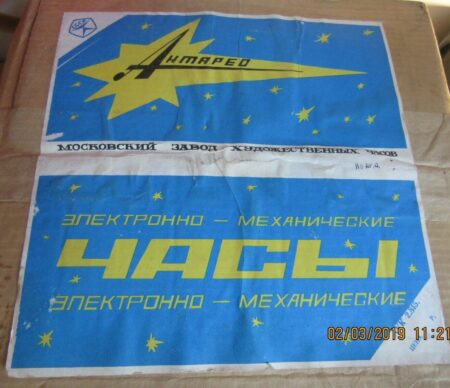 Антарес
МОСКОВСКИЙ ЗАВОД ХУДОЖЕСТВЕННЫХ ЧАСОВ
ЭЛЕКТРОННО — МЕХАНИЧЕСКИЕ
ЧАСЫ
ЭЛЕКТРОННО — МЕХАНИЧЕСКИЕ
02/03/2019 11:21